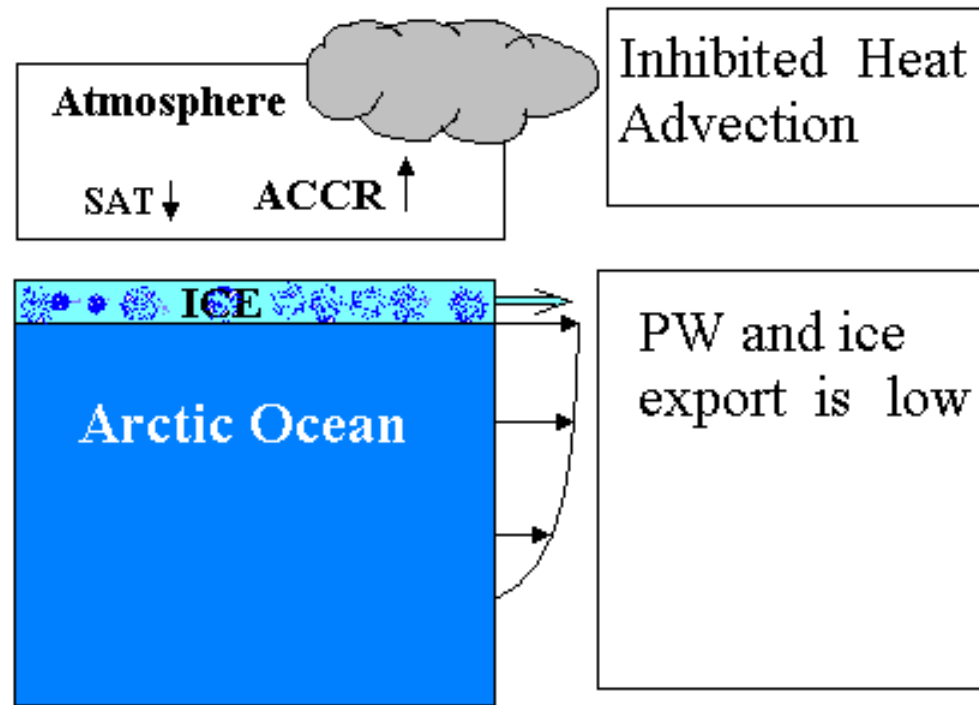 Atmosphere
SAT↓ ACCR↑
Inhibited Heat
Advection
ICE
Arctic Ocean
PW and ice
export is low